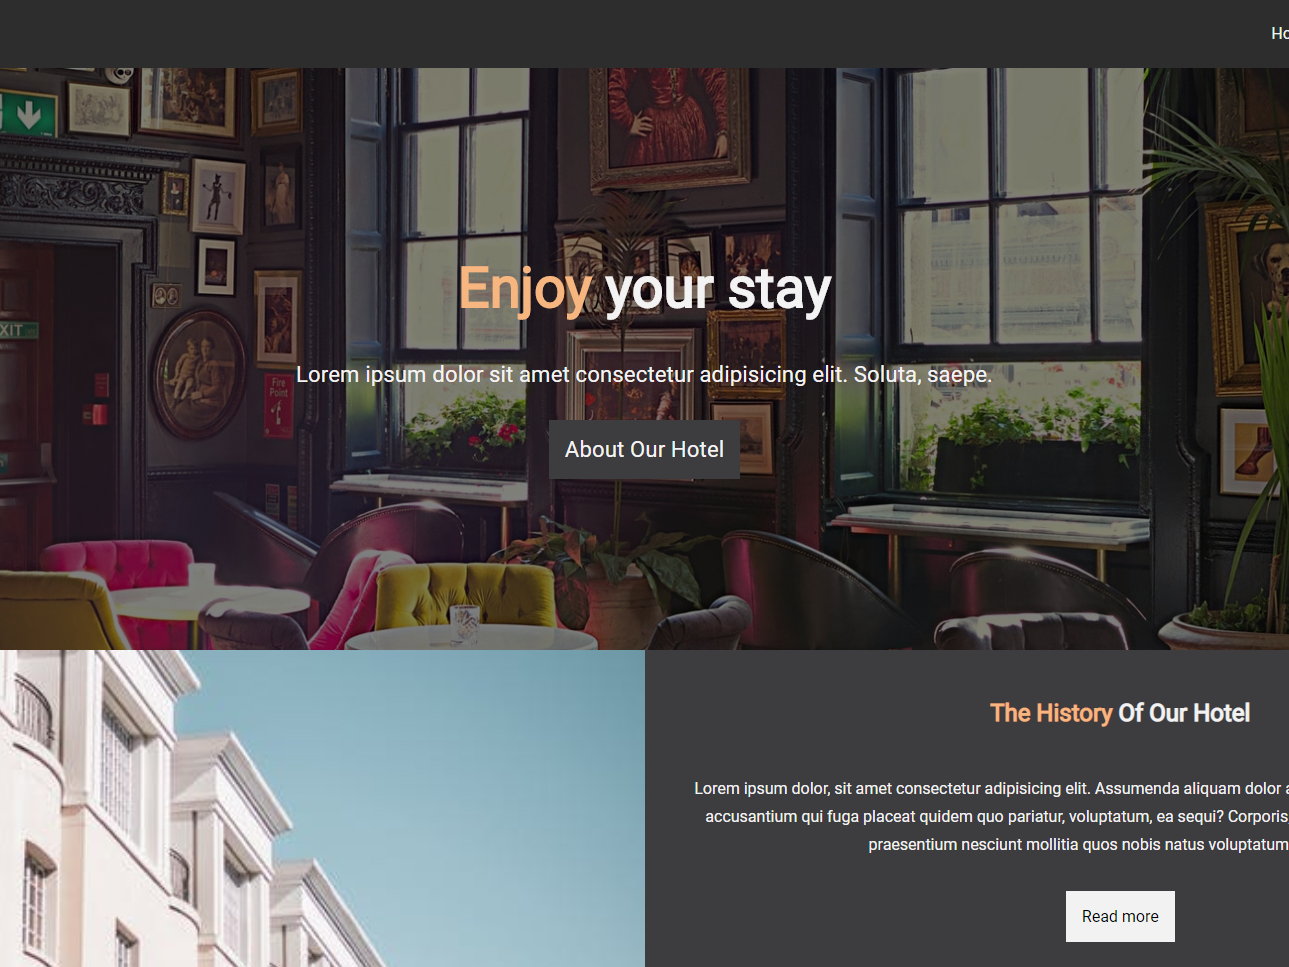 Enjoy your stay
Lorem ipsum dolor sit amet consectetur adipisicing elit. Soluta, saepe.
About Our Hotel
Fire
Point
The History Of Our Hotel
Lorem ipsum dolor, sit amet consectetur adipisicing elit. Assumenda aliquam dolor
accusantium qui fuga placeat quidem quo pariatur, voluptatum, ea sequi? Corporis,
praesentium nesciunt mollitia quos nobis natus voluptatum
Read more